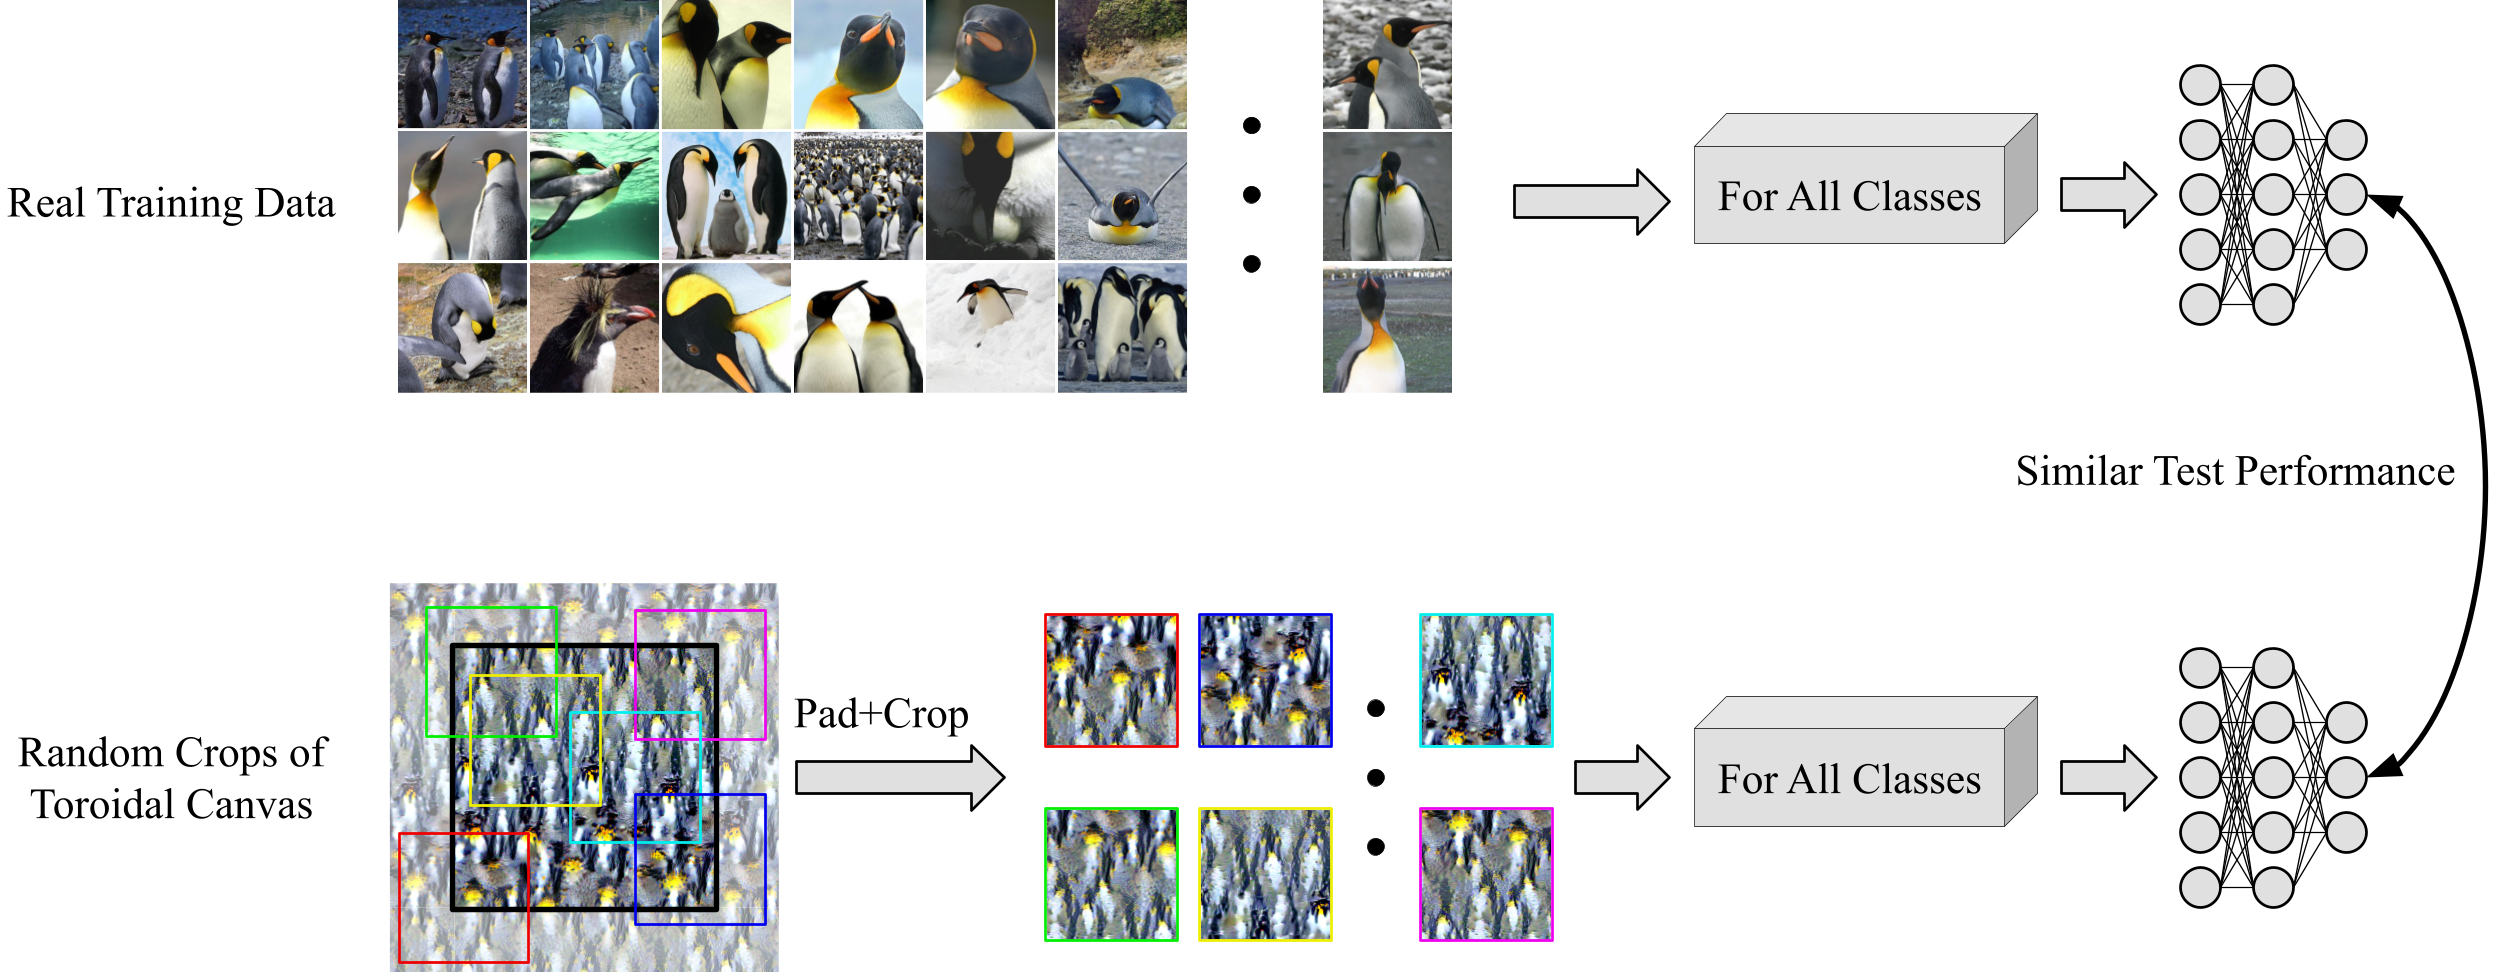 Real Training Data
For All Classes
Similar Test Performance
Random Crops of
Toroidal Canvas
Pad+Crop
For All Classes